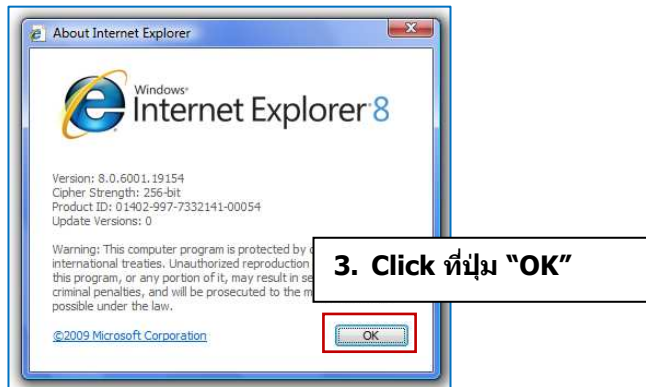 About Internet Explorer
Windows®
Internet Explorer 8
Version: 8.0.6001.19154
Cipher Strength: 256-bit
Product ID: 01402-997-7332141-00054
Update Versions: 0
Warning: This computer program is protected by
international treaties. Unauthorized reproduction
this program, or any portion of it, may result in
criminal penalties, and will be prosecuted to the
possible under the law.
3. Click ที่ปุ่ม “OK”
©2009 Microsoft Corporation
OK